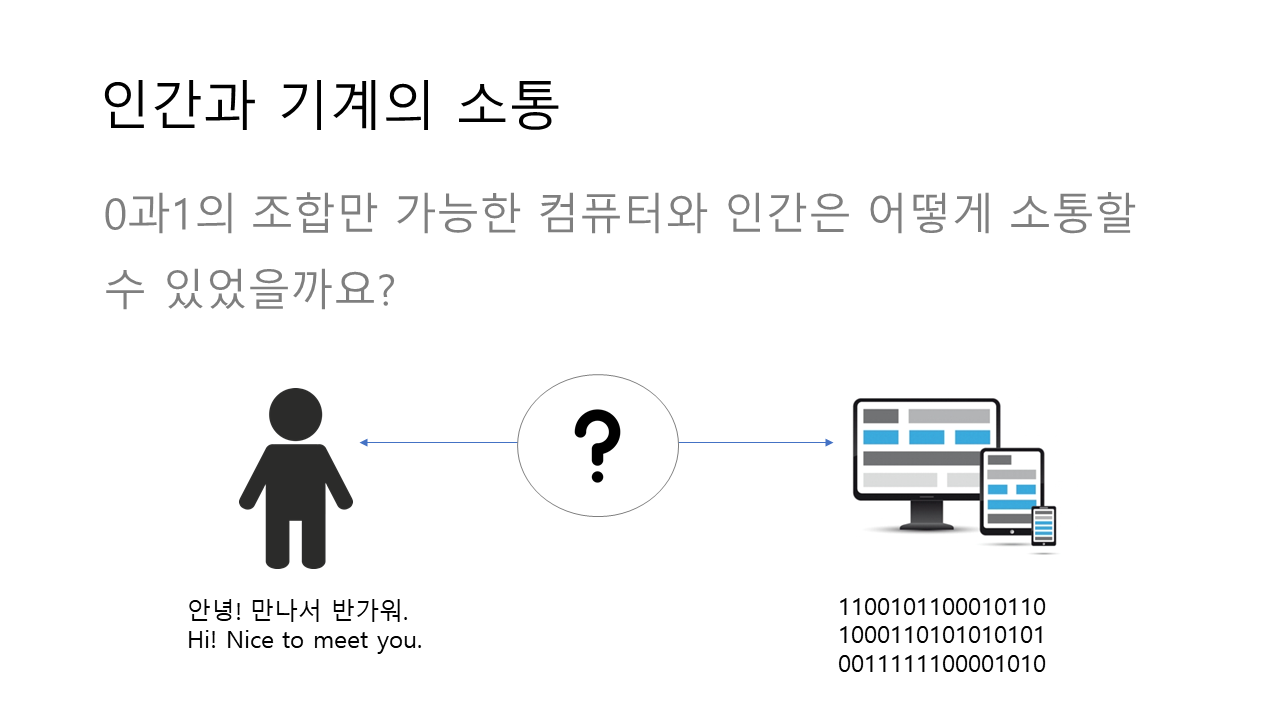 인간과 기계의 소통
0과1의 조합만 가능한 컴퓨터와 인간은 어떻게 소통할
수 있었을까요?
?
안녕! 만나서 반가워.
Hi! Nice to meet you.
1100101100010110
1000110101010101
0011111100001010